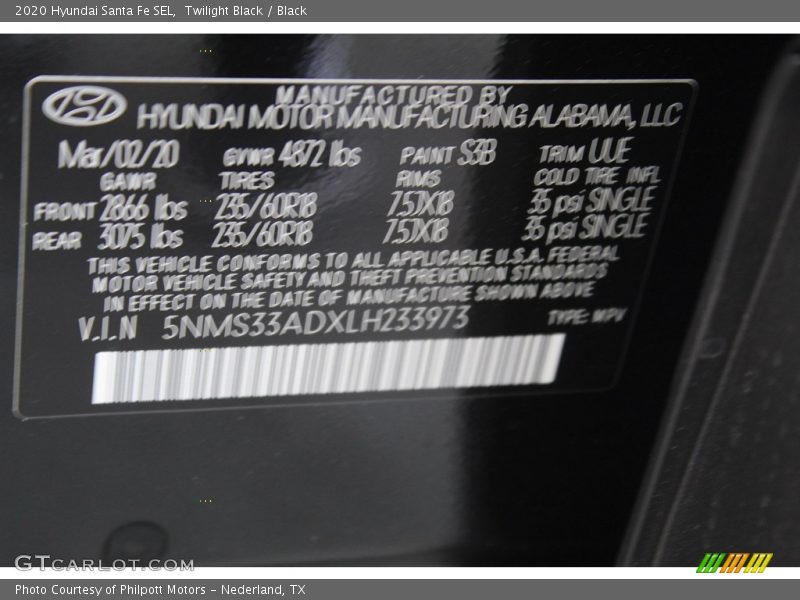 2020 Hyundai Santa Fe SEL, Twilight Black / Black
MANUFACTURED BY
HYUNDAI MOTOR MANUFACTURING ALABAMA, LLC
Mar/02/20 GVWR 4872 lbs PAINT S3B TRIM UUE
GAWR TIRES RIMS COLD TIRE INFL
FRONT 2866 lbs 235/60R18 7.5JX18 35 psi SINGLE
REAR 3075 lbs 235/60R18 7.5JX18 35 psi SINGLE
THIS VEHICLE CONFORMS TO ALL APPLICABLE U.S.A. FEDERAL
MOTOR VEHICLE SAFETY AND THEFT PREVENTION STANDARDS
IN EFFECT ON THE DATE OF MANUFACTURE SHOWN ABOVE
V.I.N 5NMS33ADXLH233973 TYPE: MPV
GTCARLOT.COM
Photo Courtesy of Philpott Motors - Nederland, TX